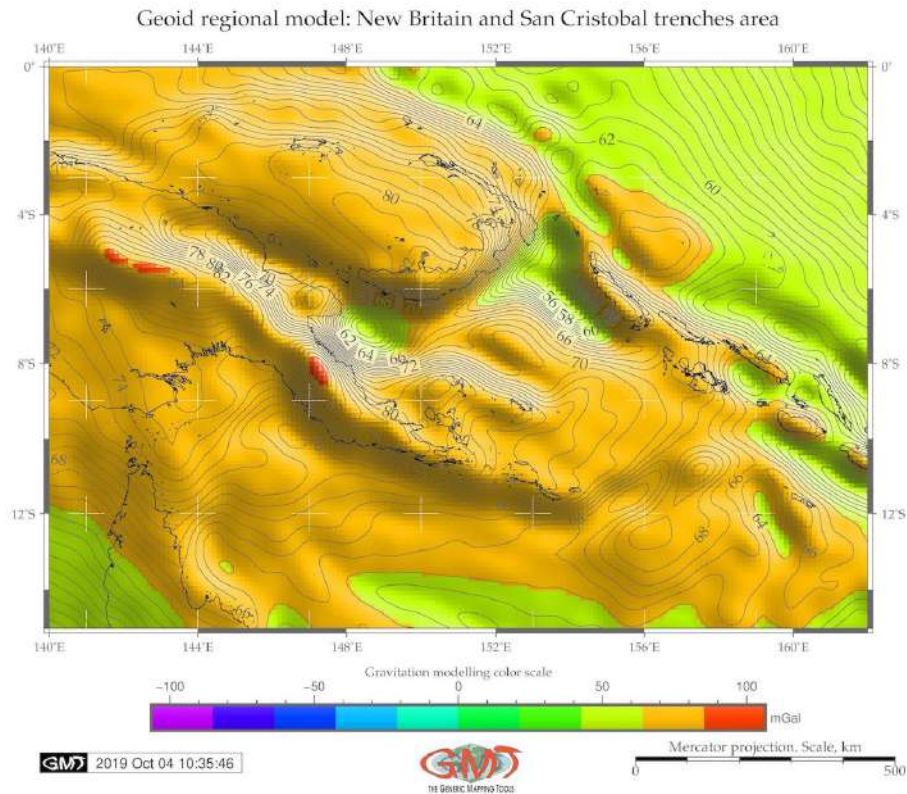 Geoid regional model: New Britain and San Cristobal trenches area
140°E 144°E 148°E 152°E 156°E 160°E
0° 
64
62
60
80
4°S 4°S
78 80 82 76 74
56 58 60
62 64 66 72
66
70
8°S 8°S
80
68
66
12°S 64 12°S
68
66
140°E 144°E 148°E 152°E 156°E 160°E
Gravitation modelling color scale
−100 −50 0 50 100
mGal
GMT 2019 Oct 04 10:35:46
GMT
THE GENERIC MAPPING TOOLS
Mercator projection. Scale, km
0 500